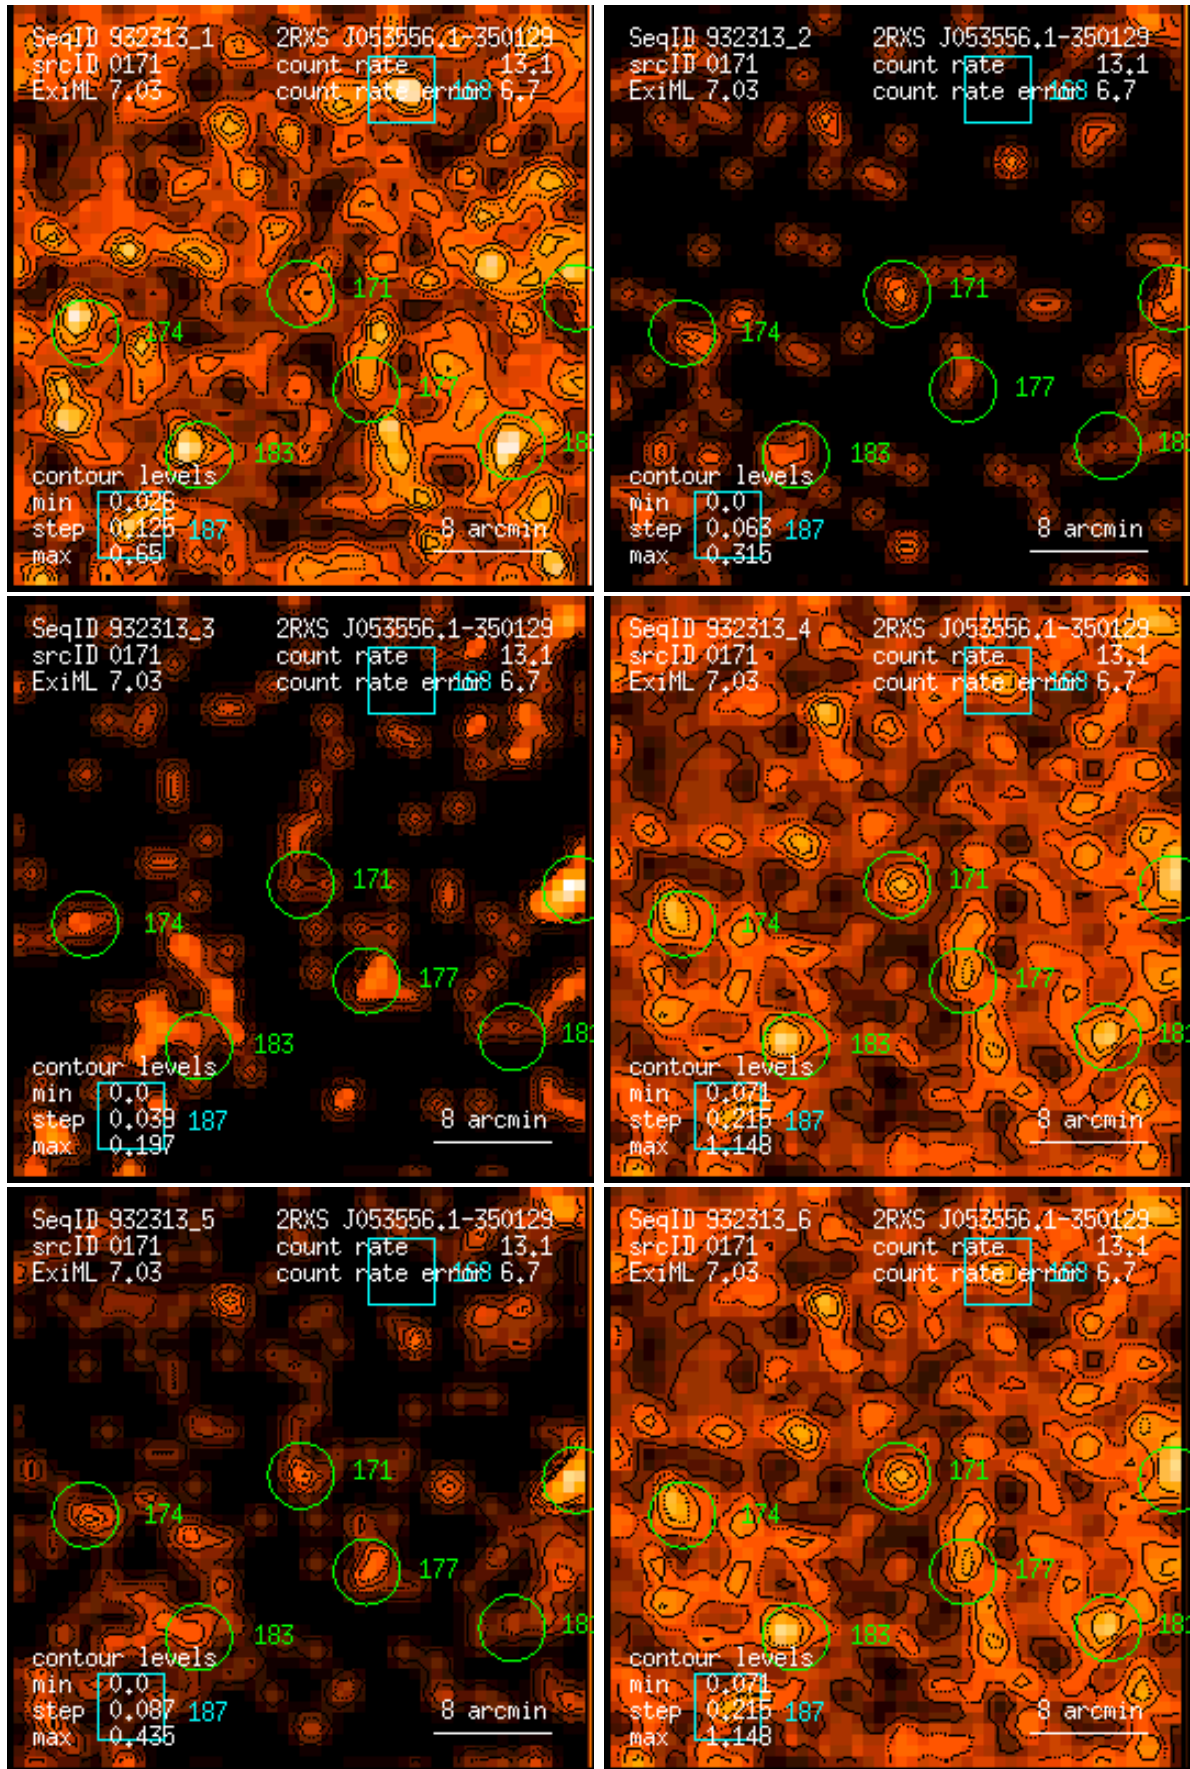 SeqID 932313_1 2RXS J053556.1-350129
srcID 0171 count rate 13.1
ExiML 7.03 count rate error 6.7
168
171
174
177
183
181
contour levels
min 0.026
step 0.125 187 8 arcmin
max 0.65
SeqID 932313_2 2RXS J053556.1-350129
srcID 0171 count rate 13.1
ExiML 7.03 count rate error 6.7
168
171
174
177
183
181
contour levels
min 0.0
step 0.063 187 8 arcmin
max 0.315
SeqID 932313_3 2RXS J053556.1-350129
srcID 0171 count rate 13.1
ExiML 7.03 count rate error 6.7
168
171
174
177
183
181
contour levels
min 0.0
step 0.039 187 8 arcmin
max 0.197
SeqID 932313_4 2RXS J053556.1-350129
srcID 0171 count rate 13.1
ExiML 7.03 count rate error 6.7
168
171
174
177
183
181
contour levels
min 0.071
step 0.215 187 8 arcmin
max 1.148
SeqID 932313_5 2RXS J053556.1-350129
srcID 0171 count rate 13.1
ExiML 7.03 count rate error 6.7
168
171
174
177
183
181
contour levels
min 0.0
step 0.087 187 8 arcmin
max 0.435
SeqID 932313_6 2RXS J053556.1-350129
srcID 0171 count rate 13.1
ExiML 7.03 count rate error 6.7
168
171
174
177
183
181
contour levels
min 0.071
step 0.215 187 8 arcmin
max 1.148